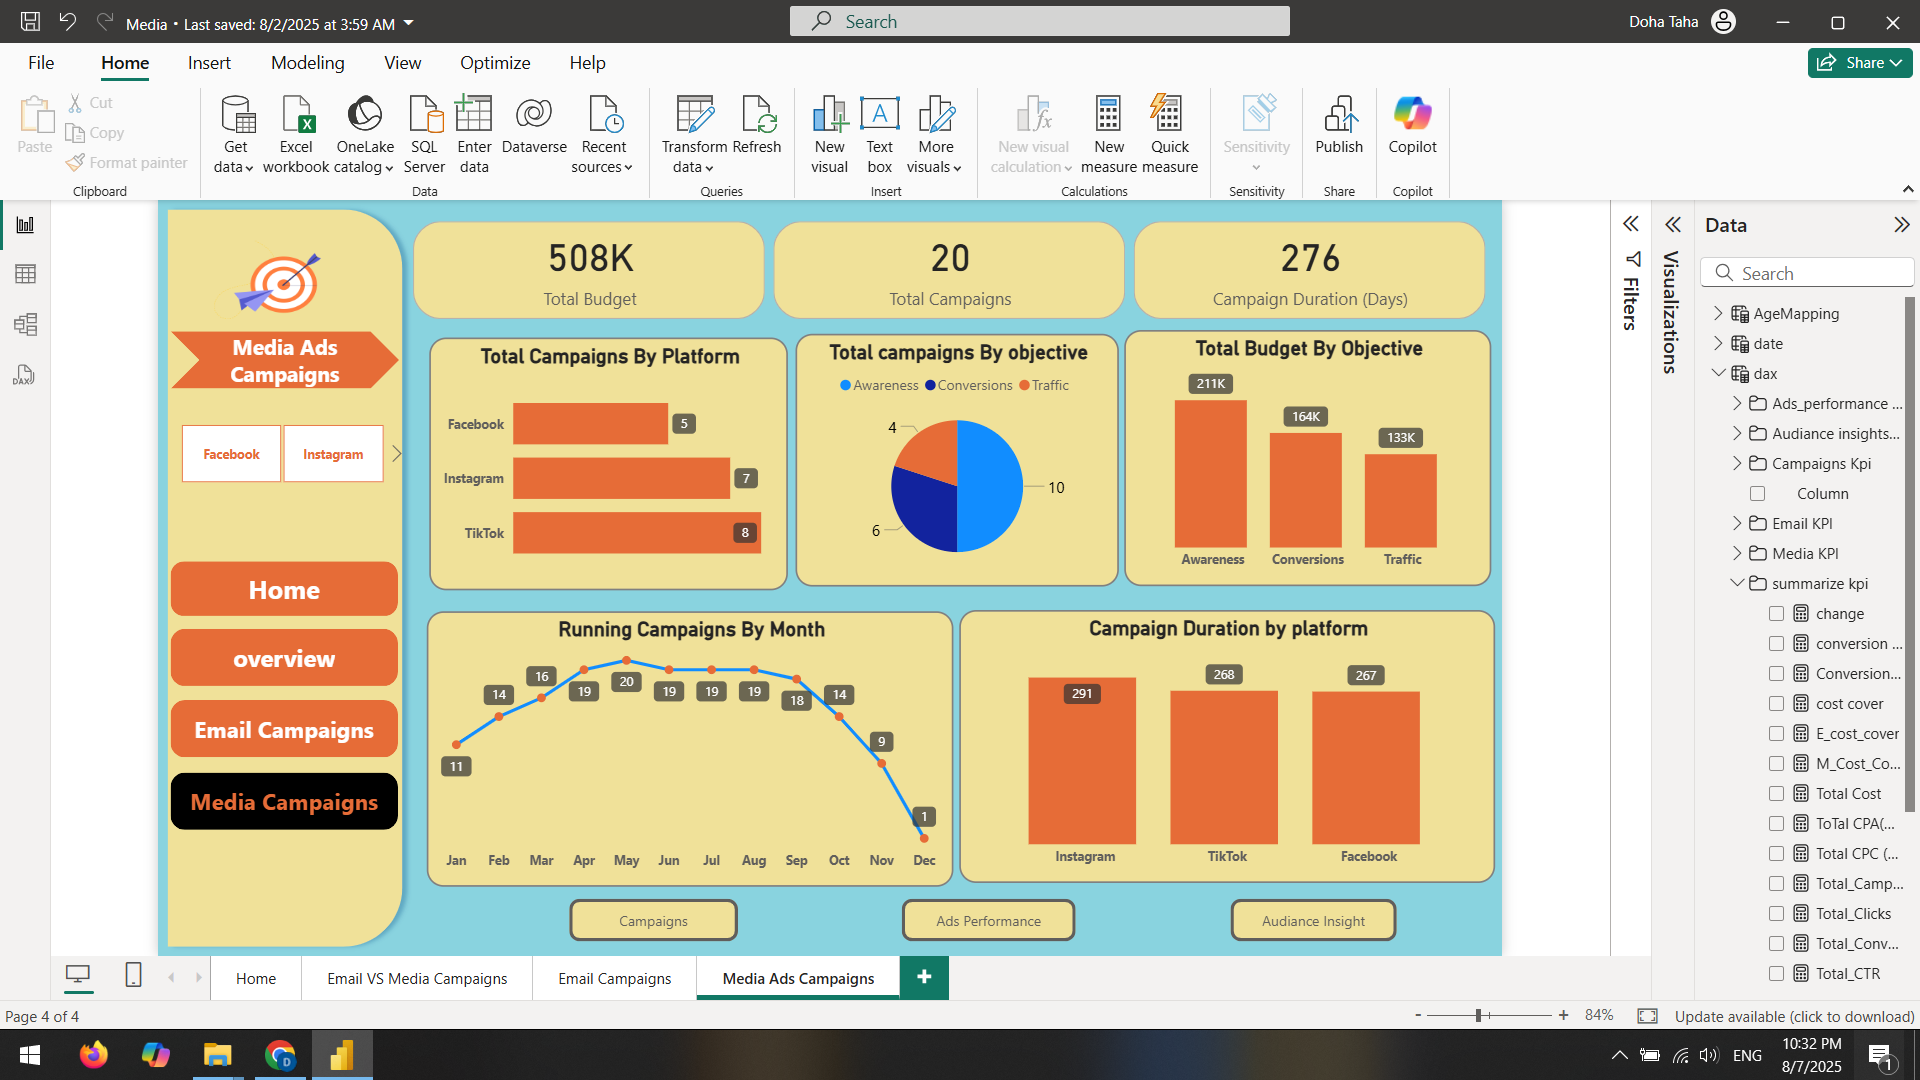 Media • Last saved: 8/2/2025 at 3:59 AM
Search
Doha Taha
File
Home
Insert
Modeling
View
Optimize
Help
Share
Paste
Cut
Copy
Format painter
Clipboard
Get data
Excel workbook
OneLake catalog
SQL Server
Enter data
Dataverse
Recent sources
Data
Transform data
Refresh
Queries
New visual
Text box
More visuals
Insert
New visual calculation
New measure
Quick measure
Calculations
Sensitivity
Sensitivity
Publish
Share
Copilot
Copilot
Media Ads
Campaigns
Facebook
Instagram
Home
overview
Email Campaigns
Media Campaigns
508K
Total Budget
20
Total Campaigns
276
Campaign Duration (Days)
Total Campaigns By Platform
Facebook
5
Instagram
7
TikTok
8
Total campaigns By objective
Awareness
Conversions
Traffic
4
10
6
Total Budget By Objective
211K
164K
133K
Awareness
Conversions
Traffic
Running Campaigns By Month
11
14
16
19
20
19
19
19
18
14
9
1
Jan
Feb
Mar
Apr
May
Jun
Jul
Aug
Sep
Oct
Nov
Dec
Campaign Duration by platform
291
268
267
Instagram
TikTok
Facebook
Campaigns
Ads Performance
Audiance Insight
Filters
Visualizations
Data
Search
AgeMapping
date
dax
Ads_performance ...
Audiance insights...
Campaigns Kpi
Column
Email KPI
Media KPI
summarize kpi
change
conversion ...
Conversion...
cost cover
E_cost_cover
M_Cost_Co...
Total Cost
ToTal CPA(...
Total CPC (...
Total_Camp...
Total_Clicks
Total_Conv...
Total_CTR
Home
Email VS Media Campaigns
Email Campaigns
Media Ads Campaigns
+
Page 4 of 4
- + 84%
Update available (click to download)
ENG
10:32 PM
8/7/2025
1